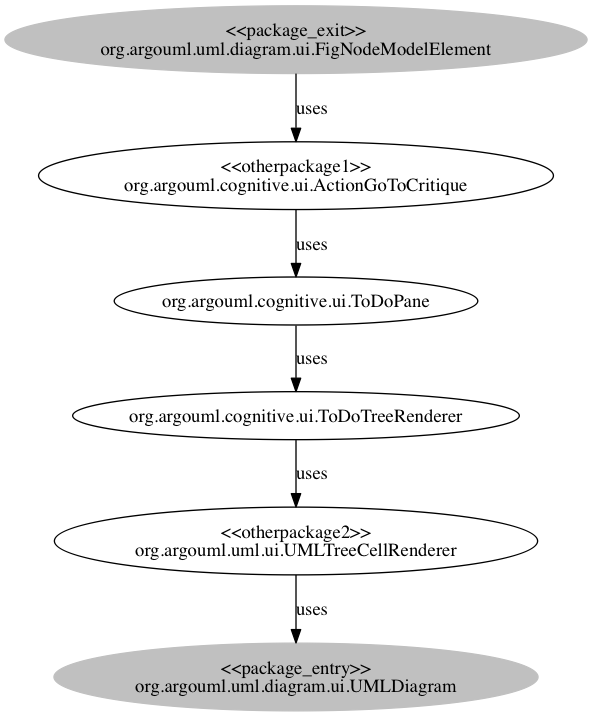 <<package_exit>>
org.argouml.uml.diagram.ui.FigNodeModelElement
uses
<<otherpackage1>>
org.argouml.cognitive.ui.ActionGoToCritique
uses
org.argouml.cognitive.ui.ToDoPane
uses
org.argouml.cognitive.ui.ToDoTreeRenderer
uses
<<otherpackage2>>
org.argouml.uml.ui.UMLTreeCellRenderer
uses
<<package_entry>>
org.argouml.uml.diagram.ui.UMLDiagram